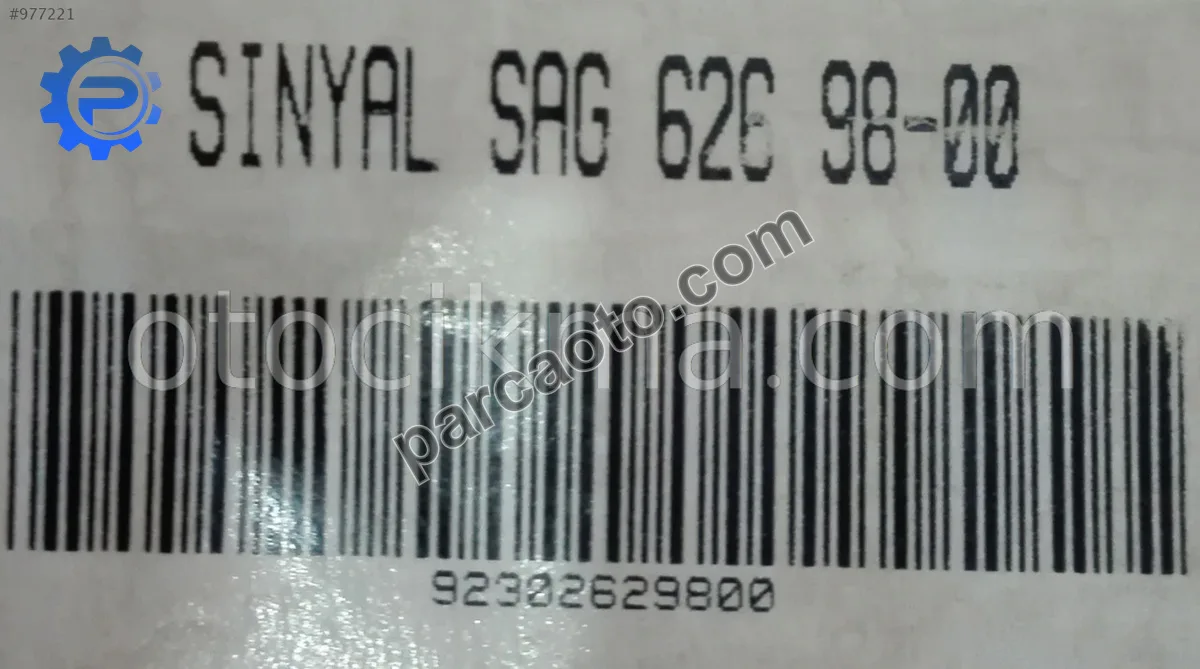 #977221
SINYAL SAG 626 98-00
otocikma.com
parcaoto.com
92302629800